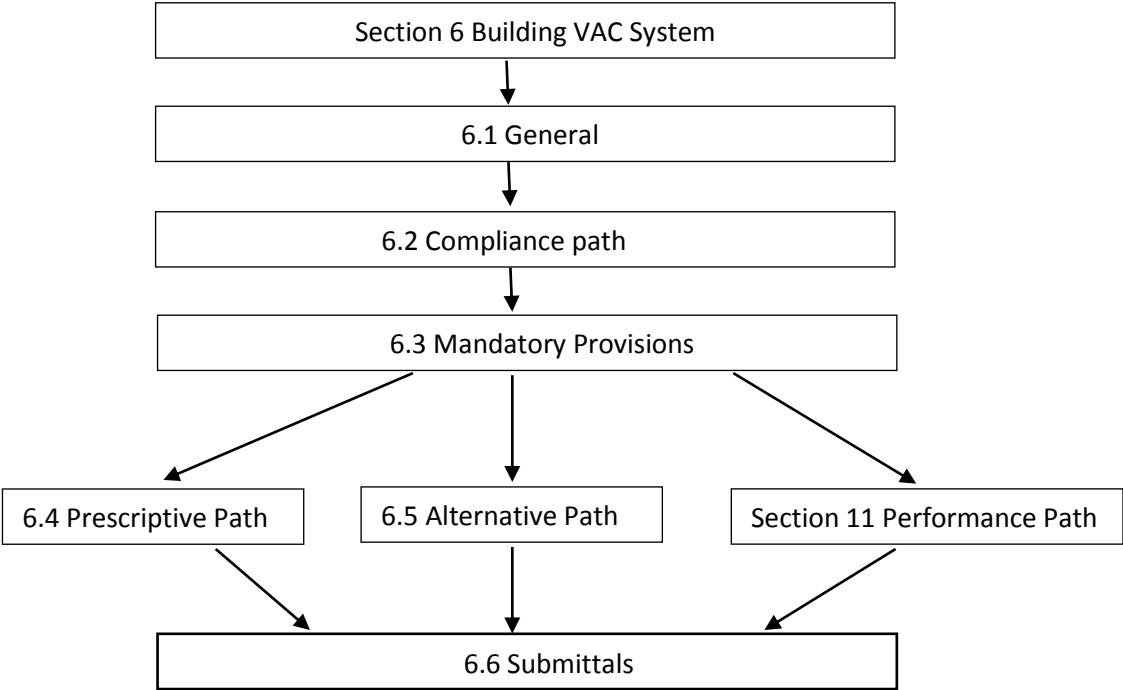 Section 6 Building VAC System
6.1 General
6.2 Compliance path
6.3 Mandatory Provisions
6.4 Prescriptive Path
6.5 Alternative Path
Section 11 Performance Path
6.6 Submittals